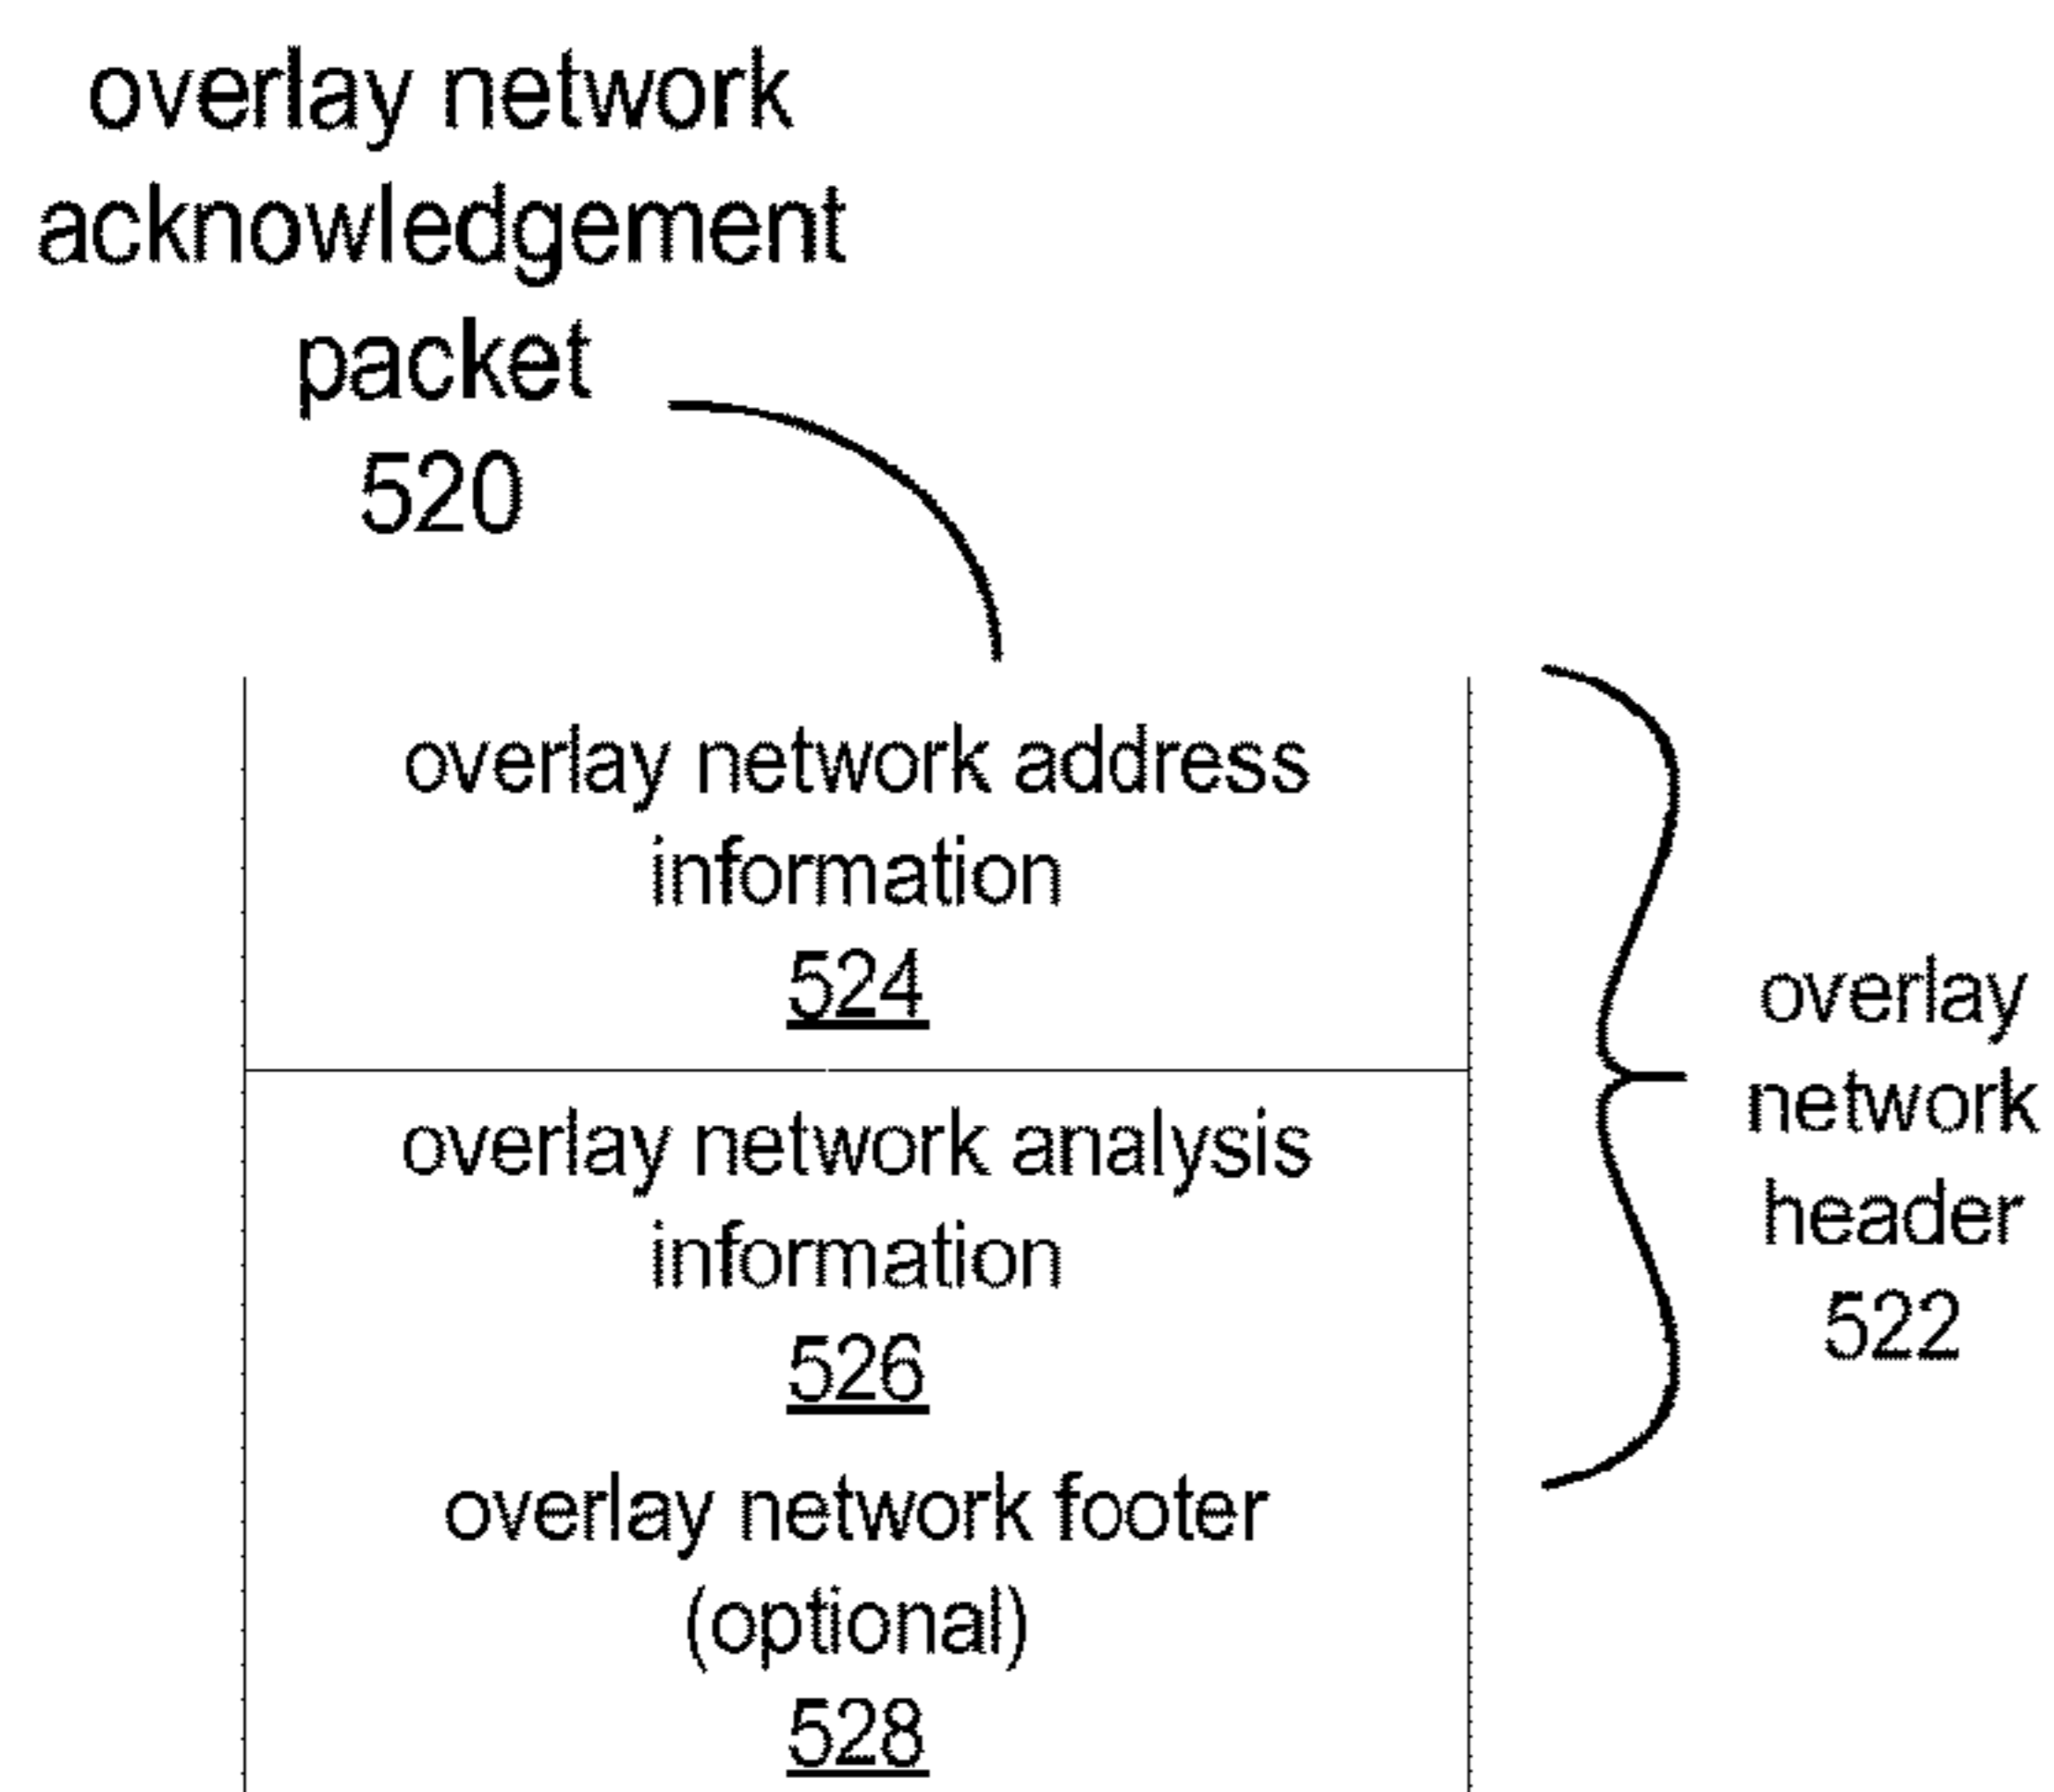 overlay network
acknowledgement
packet
520
overlay network address
information
524
overlay network analysis
information
526
overlay network footer
(optional)
528
overlay
network
header
522